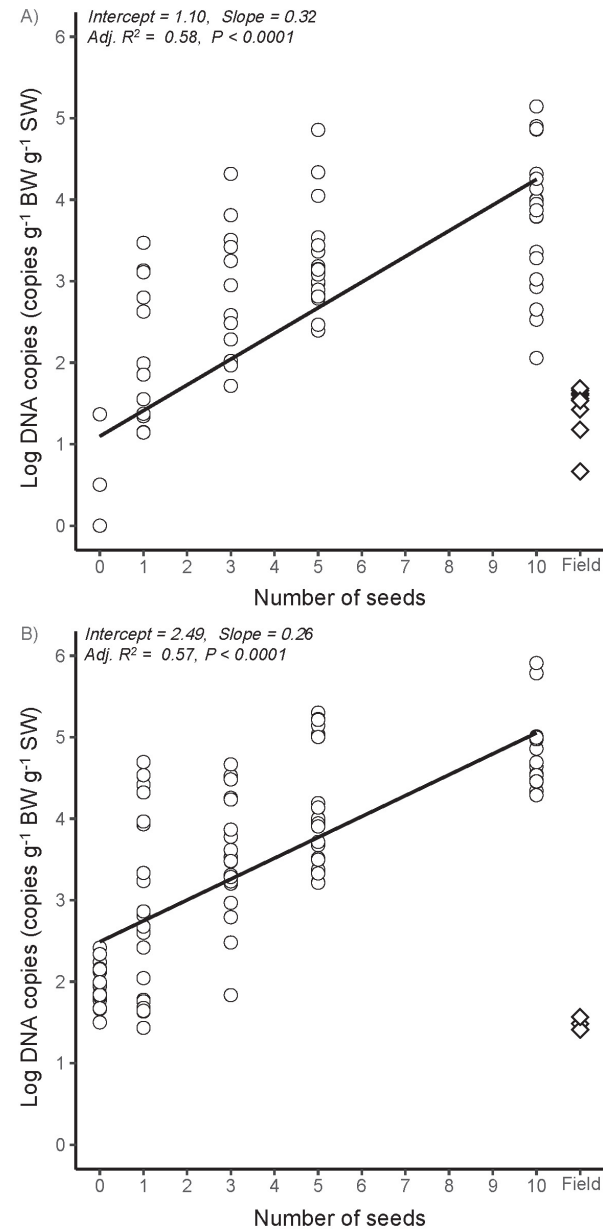 A)
Intercept = 1.10, Slope = 0.32
Adj. R² = 0.58, P < 0.0001
6
5
4
3
2
1
0
Log DNA copies (copies g⁻¹ BW g⁻¹ SW)
0 1 2 3 4 5 6 7 8 9 10 Field
Number of seeds
B)
Intercept = 2.49, Slope = 0.26
Adj. R² = 0.57, P < 0.0001
6
5
4
3
2
1
0
Log DNA copies (copies g⁻¹ BW g⁻¹ SW)
0 1 2 3 4 5 6 7 8 9 10 Field
Number of seeds